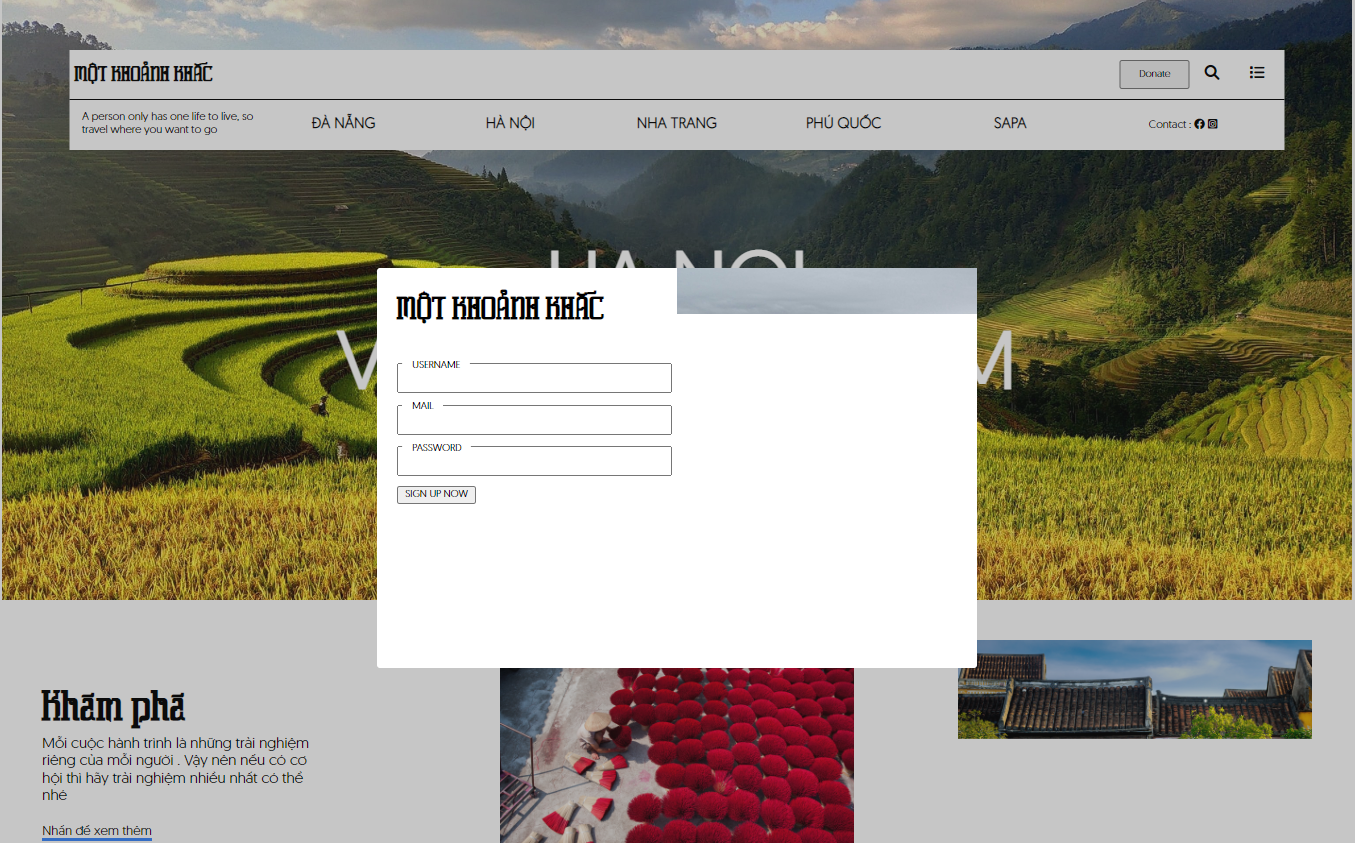 MỘT KHOẢNH KHẮC
Donate
A person only has one life to live, so
travel where you want to go
ĐÀ NẴNG
HÀ NỘI
NHA TRANG
PHÚ QUỐC
SAPA
Contact :
HA NOI
MỘT KHOẢNH KHẮC
USERNAME
MAIL
PASSWORD
SIGN UP NOW
Khám phá
Mỗi cuộc hành trình là những trải nghiệm
riêng của mỗi người . Vậy nên nếu có cơ
hội thì hãy trải nghiệm nhiều nhất có thể
nhé
Nhấn để xem thêm